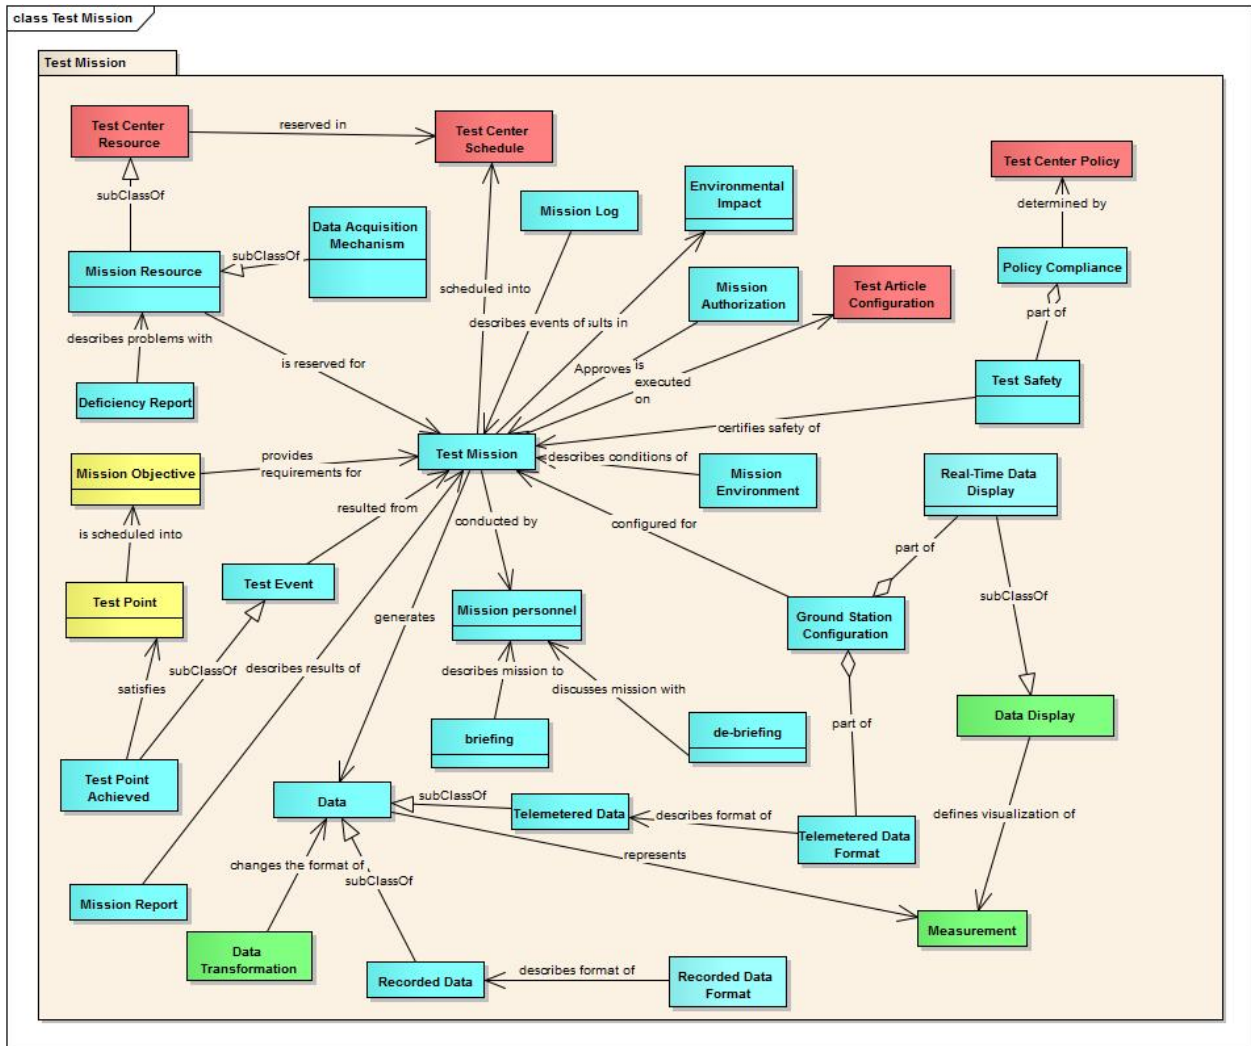 class Test Mission
Test Mission
Test Center
Resource
reserved in
Test Center
Schedule
Test Center Policy
subClassOf
Environmental
Impact
determined by
Mission Log
Data Acquisition
Mechanism
subClassOf
Mission Resource
Policy Compliance
Mission
Authorization
Test Article
Configuration
scheduled into
part of
describes events of
sults in
describes problems with
is reserved for
Approves
is
executed
on
Test Safety
Deficiency Report
certifies safety of
Test Mission
provides
requirements for
Mission Objective
describes conditions of
Mission
Environment
Real-Time Data
Display
resulted from
conducted by
configured for
is scheduled into
part of
Test Event
subClassOf
Test Point
generates
Mission personnel
Ground Station
Configuration
subClassOf
describes results of
describes mission to
satisfies
discusses mission with
part of
Data Display
briefing
de-briefing
Test Point
Achieved
Data
subClassOf
Telemetered Data
describes format of
Telemetered Data
Format
defines visualization of
represents
changes the format of
subClassOf
Mission Report
Measurement
Data
Transformation
Recorded Data
describes format of
Recorded Data
Format